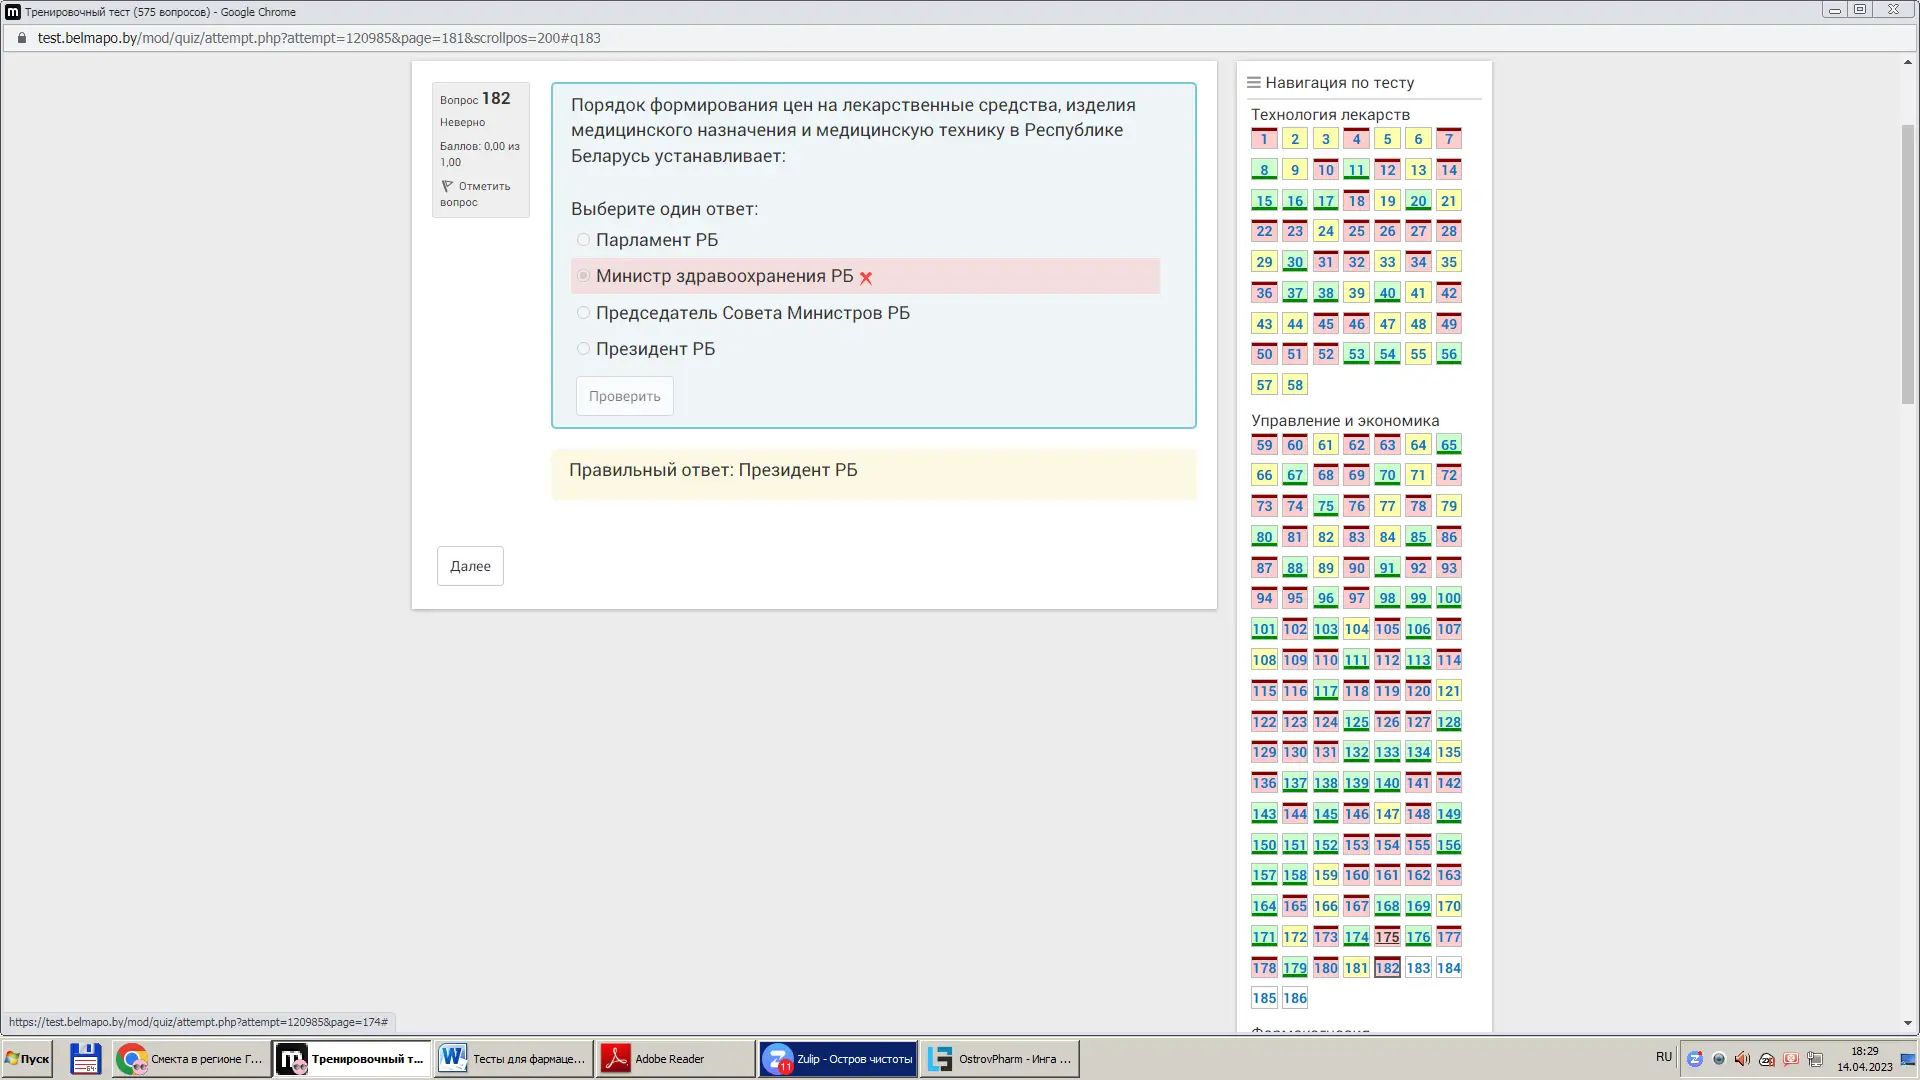 Тренировочный тест (575 вопросов) - Google Chrome
test.belmapo.by/mod/quiz/attempt.php?attempt=120985&page=181&scrollpos=200#q183
Вопрос 182
Неверно
Баллов: 0,00 из
1,00
Отметить
вопрос
Порядок формирования цен на лекарственные средства, изделия
медицинского назначения и медицинскую технику в Республике
Беларусь устанавливает:
Выберите один ответ:
Парламент РБ
Министр здравоохранения РБ
Председатель Совета Министров РБ
Президент РБ
Проверить
Правильный ответ: Президент РБ
Далее
Навигация по тесту
Технология лекарств
1 2 3 4 5 6 7
8 9 10 11 12 13 14
15 16 17 18 19 20 21
22 23 24 25 26 27 28
29 30 31 32 33 34 35
36 37 38 39 40 41 42
43 44 45 46 47 48 49
50 51 52 53 54 55 56
57 58
Управление и экономика
59 60 61 62 63 64 65
66 67 68 69 70 71 72
73 74 75 76 77 78 79
80 81 82 83 84 85 86
87 88 89 90 91 92 93
94 95 96 97 98 99 100
101 102 103 104 105 106 107
108 109 110 111 112 113 114
115 116 117 118 119 120 121
122 123 124 125 126 127 128
129 130 131 132 133 134 135
136 137 138 139 140 141 142
143 144 145 146 147 148 149
150 151 152 153 154 155 156
157 158 159 160 161 162 163
164 165 166 167 168 169 170
171 172 173 174 175 176 177
178 179 180 181 182 183 184
185 186
https://test.belmapo.by/mod/quiz/attempt.php?attempt=120985&page=174#
Пуск
Смекта в регионе Г...
Тренировочный т...
Тесты для фармаце...
Adobe Reader
11
Zulip - Остров чистоты
OstrovPharm - Инга ...
RU
18:29
14.04.2023